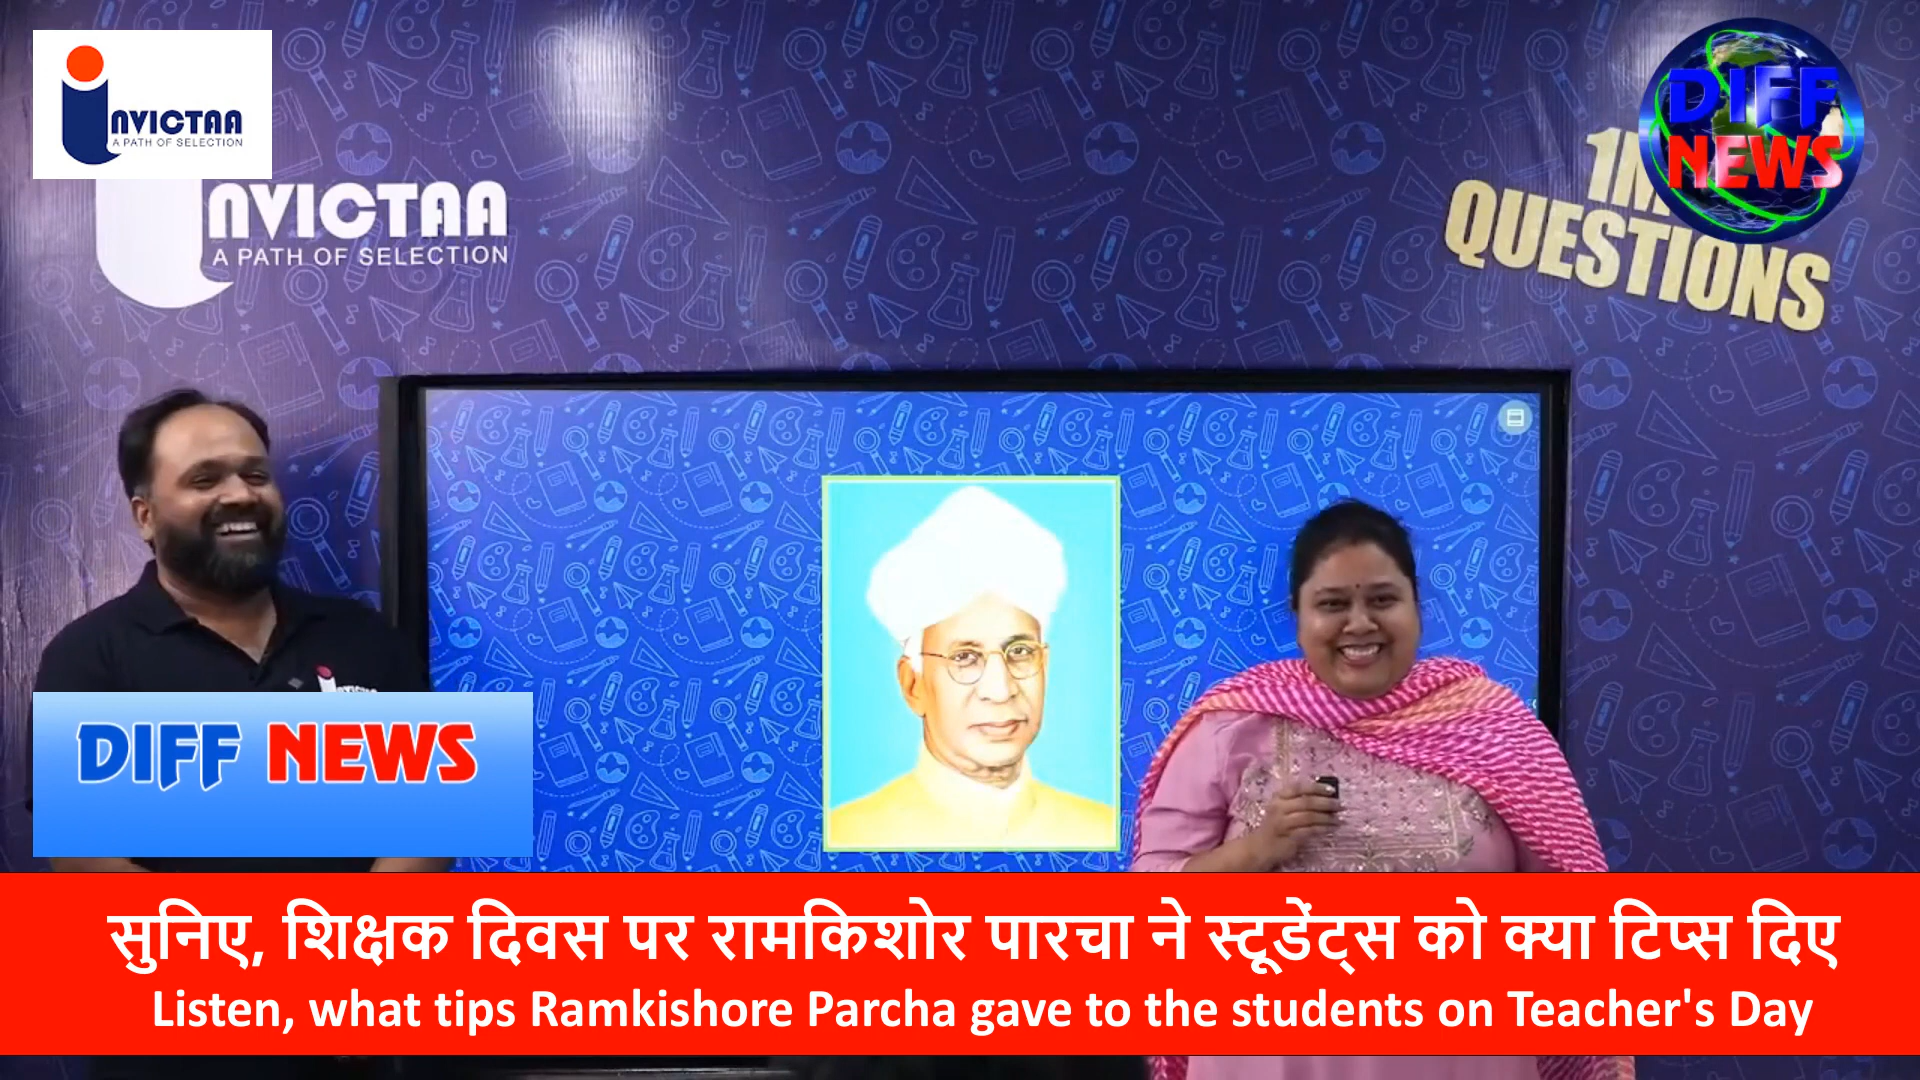 INVICTAA
A PATH OF SELECTION
DIFF
NEWS
NVICTAA
A PATH OF SELECTION
QUESTIONS
DIFF NEWS
सुनिए, शिक्षक दिवस पर रामकिशोर पारचा ने स्टूडेंट्स को क्या टिप्स दिए
Listen, what tips Ramkishore Parcha gave to the students on Teacher's Day